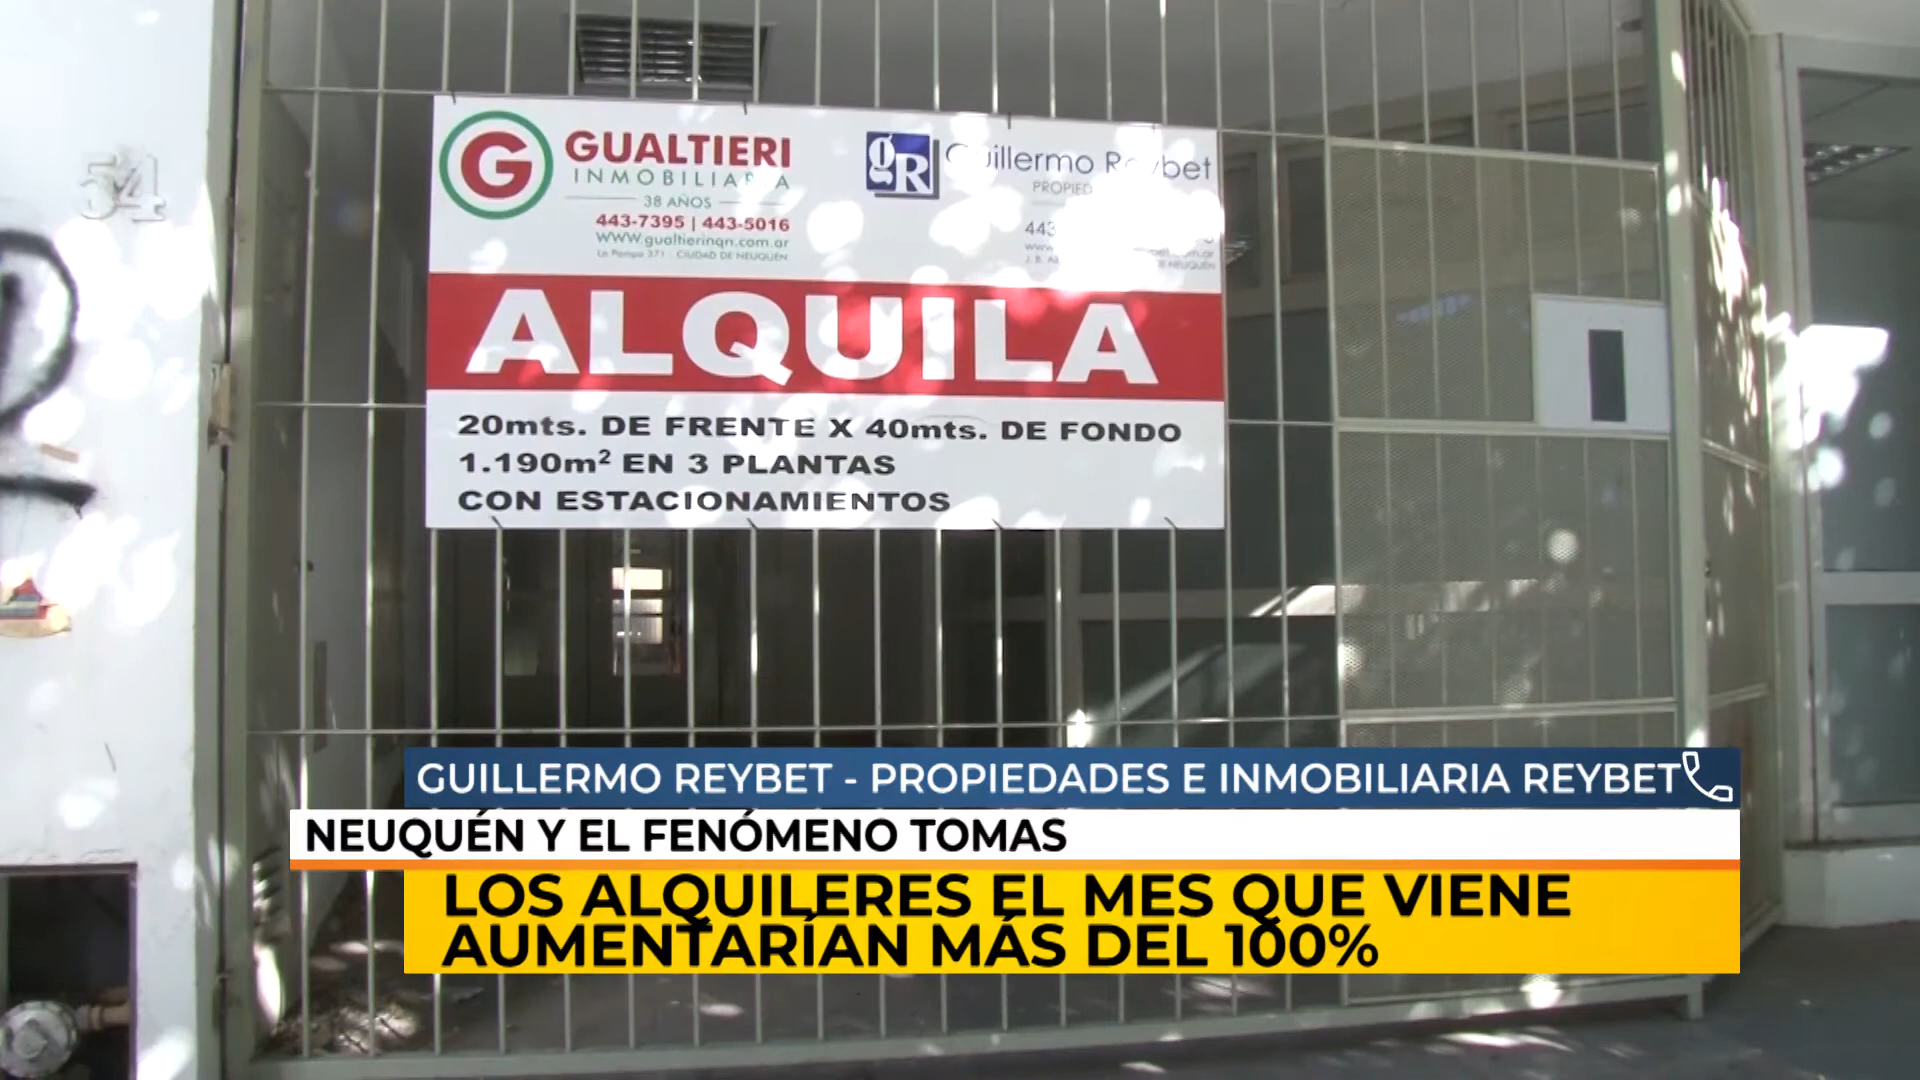 54
G
GUALTIERI
INMOBILIARIA
38 AÑOS
443-7395 | 443-5016
www.gualtierinqn.com.ar
La Pampa 371 - CIUDAD DE NEUQUÉN
gR
Guillermo Reybet
443
ALQUILA
20mts. DE FRENTE X 40mts. DE FONDO
1.190m² EN 3 PLANTAS
CON ESTACIONAMIENTOS
GUILLERMO REYBET - PROPIEDADES E INMOBILIARIA REYBET
NEUQUÉN Y EL FENÓMENO TOMAS
LOS ALQUILERES EL MES QUE VIENE
AUMENTARÍAN MÁS DEL 100%